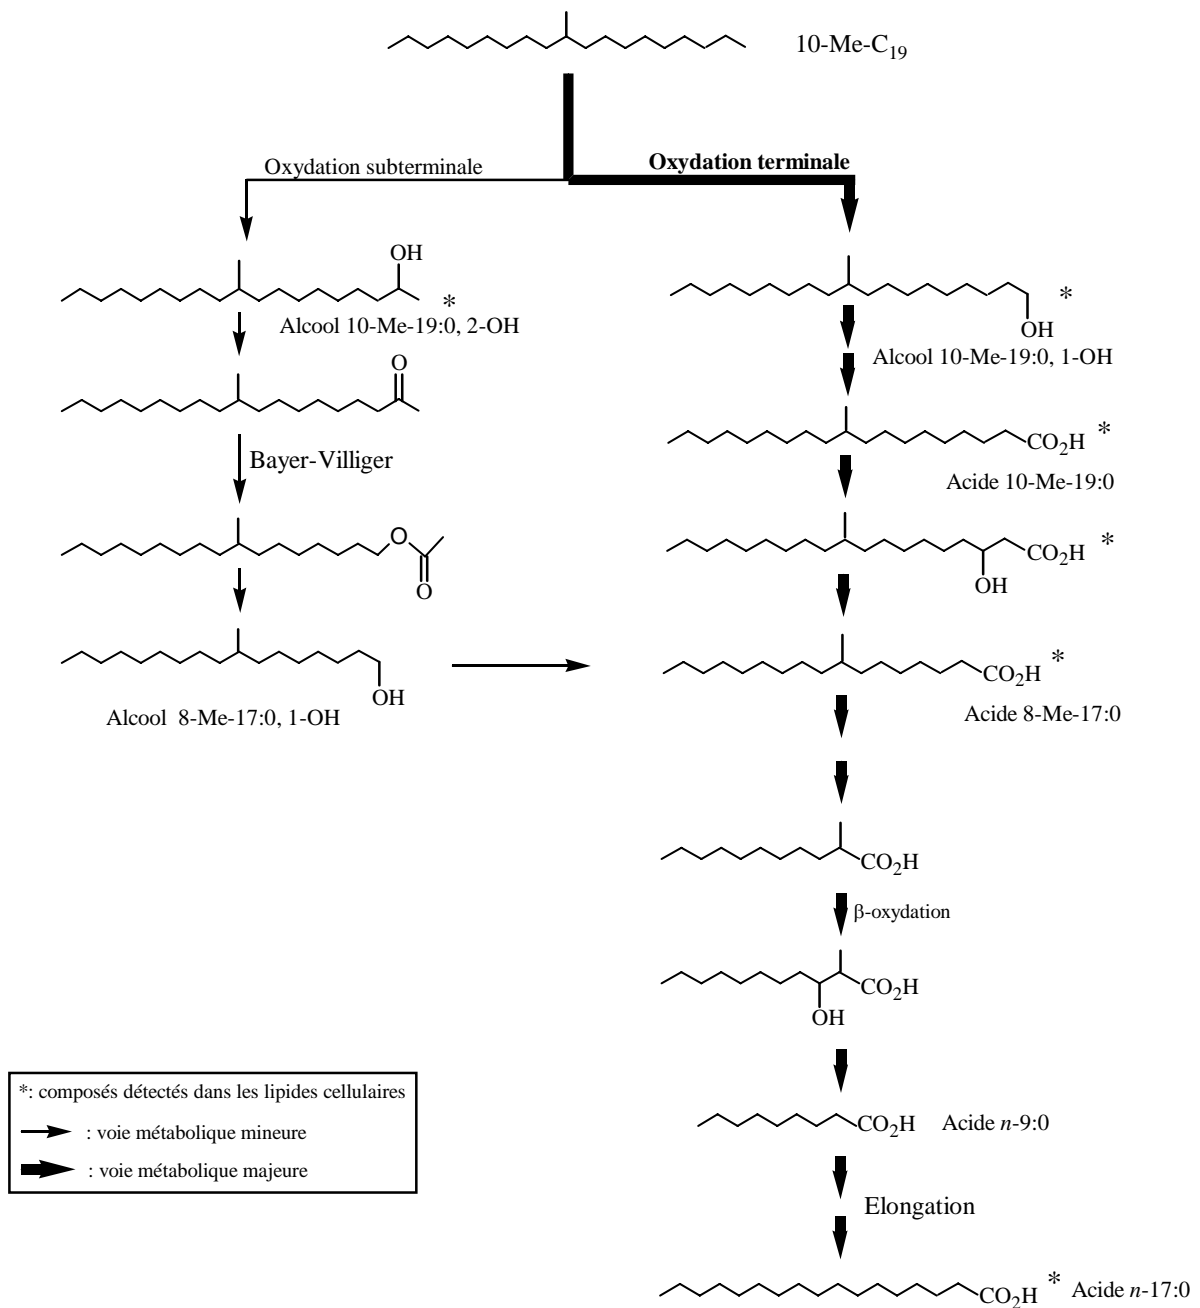 10-Me-C19
Oxydation subterminale
Oxydation terminale
OH
*
Alcool 10-Me-19:0, 2-OH
*
OH
Alcool 10-Me-19:0, 1-OH
O
CO2H *
Acide 10-Me-19:0
Bayer-Villiger
O
O
CO2H *
OH
OH
Alcool 8-Me-17:0, 1-OH
CO2H *
Acide 8-Me-17:0
CO2H
β-oxydation
CO2H
OH
*: composés détectés dans les lipides cellulaires
: voie métabolique mineure
: voie métabolique majeure
CO2H Acide n-9:0
Elongation
CO2H * Acide n-17:0